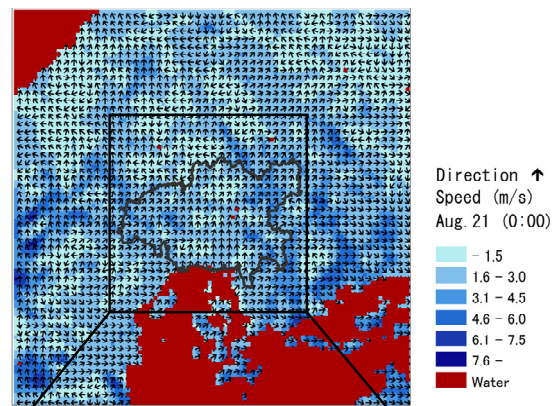 Direction ↑
Speed (m/s)
Aug.21 (0:00)
- 1.5
1.6 - 3.0
3.1 - 4.5
4.6 - 6.0
6.1 - 7.5
7.6 -
Water